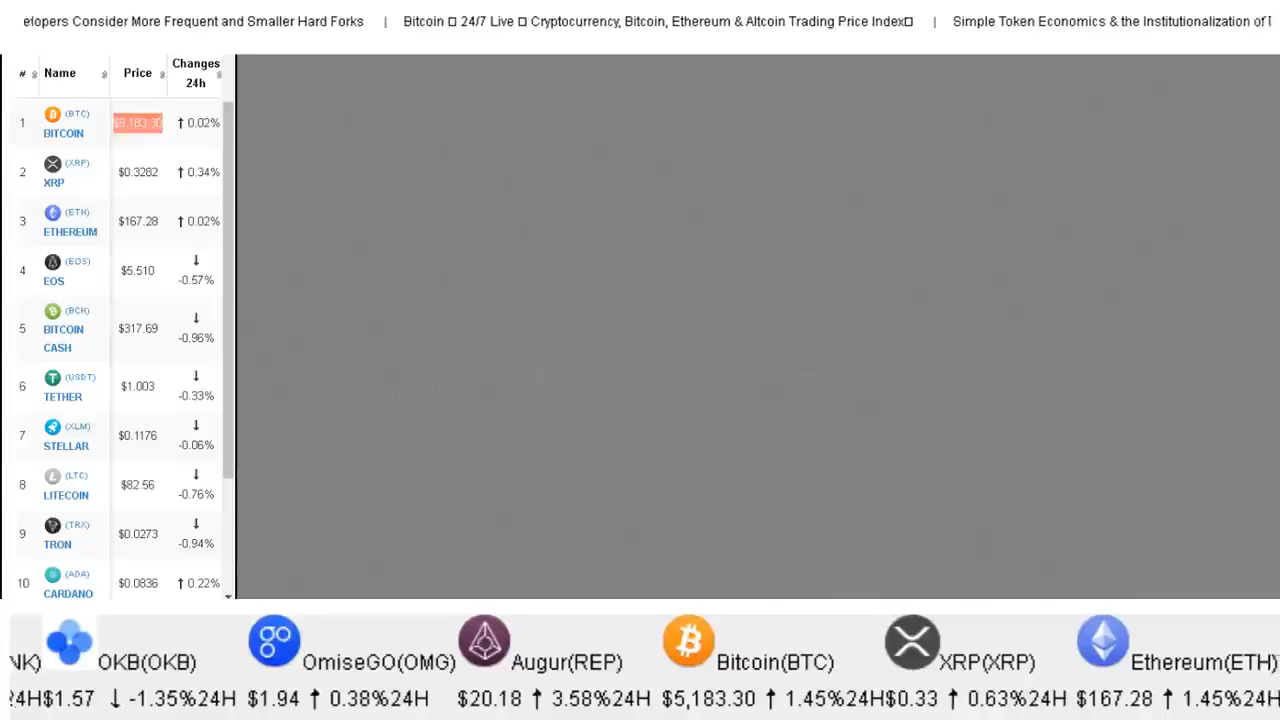 elopers Consider More Frequent and Smaller Hard Forks | Bitcoin 24/7 Live Cryptocurrency, Bitcoin, Ethereum & Altcoin Trading Price Index | Simple Token Economics & the Institutionalization of
# Name Price Changes 24h
1 (BTC) BITCOIN $5,183.30 ↑ 0.02%
2 (XRP) XRP $0.3282 ↑ 0.34%
3 (ETH) ETHEREUM $167.28 ↑ 0.02%
4 (EOS) EOS $5.510 ↓ -0.57%
5 (BCH) BITCOIN CASH $317.69 ↓ -0.96%
6 (USDT) TETHER $1.003 ↓ -0.33%
7 (XLM) STELLAR $0.1176 ↓ -0.06%
8 (LTC) LITECOIN $82.56 ↓ -0.76%
9 (TRX) TRON $0.0273 ↓ -0.94%
10 (ADA) CARDANO $0.0836 ↑ 0.22%
NK) OKB(OKB) OmiseGO(OMG) Augur(REP) Bitcoin(BTC) XRP(XRP) Ethereum(ETH)
24H $1.57 ↓ -1.35%24H $1.94 ↑ 0.38%24H $20.18 ↑ 3.58%24H $5,183.30 ↑ 1.45%24H $0.33 ↑ 0.63%24H $167.28 ↑ 1.45%24H